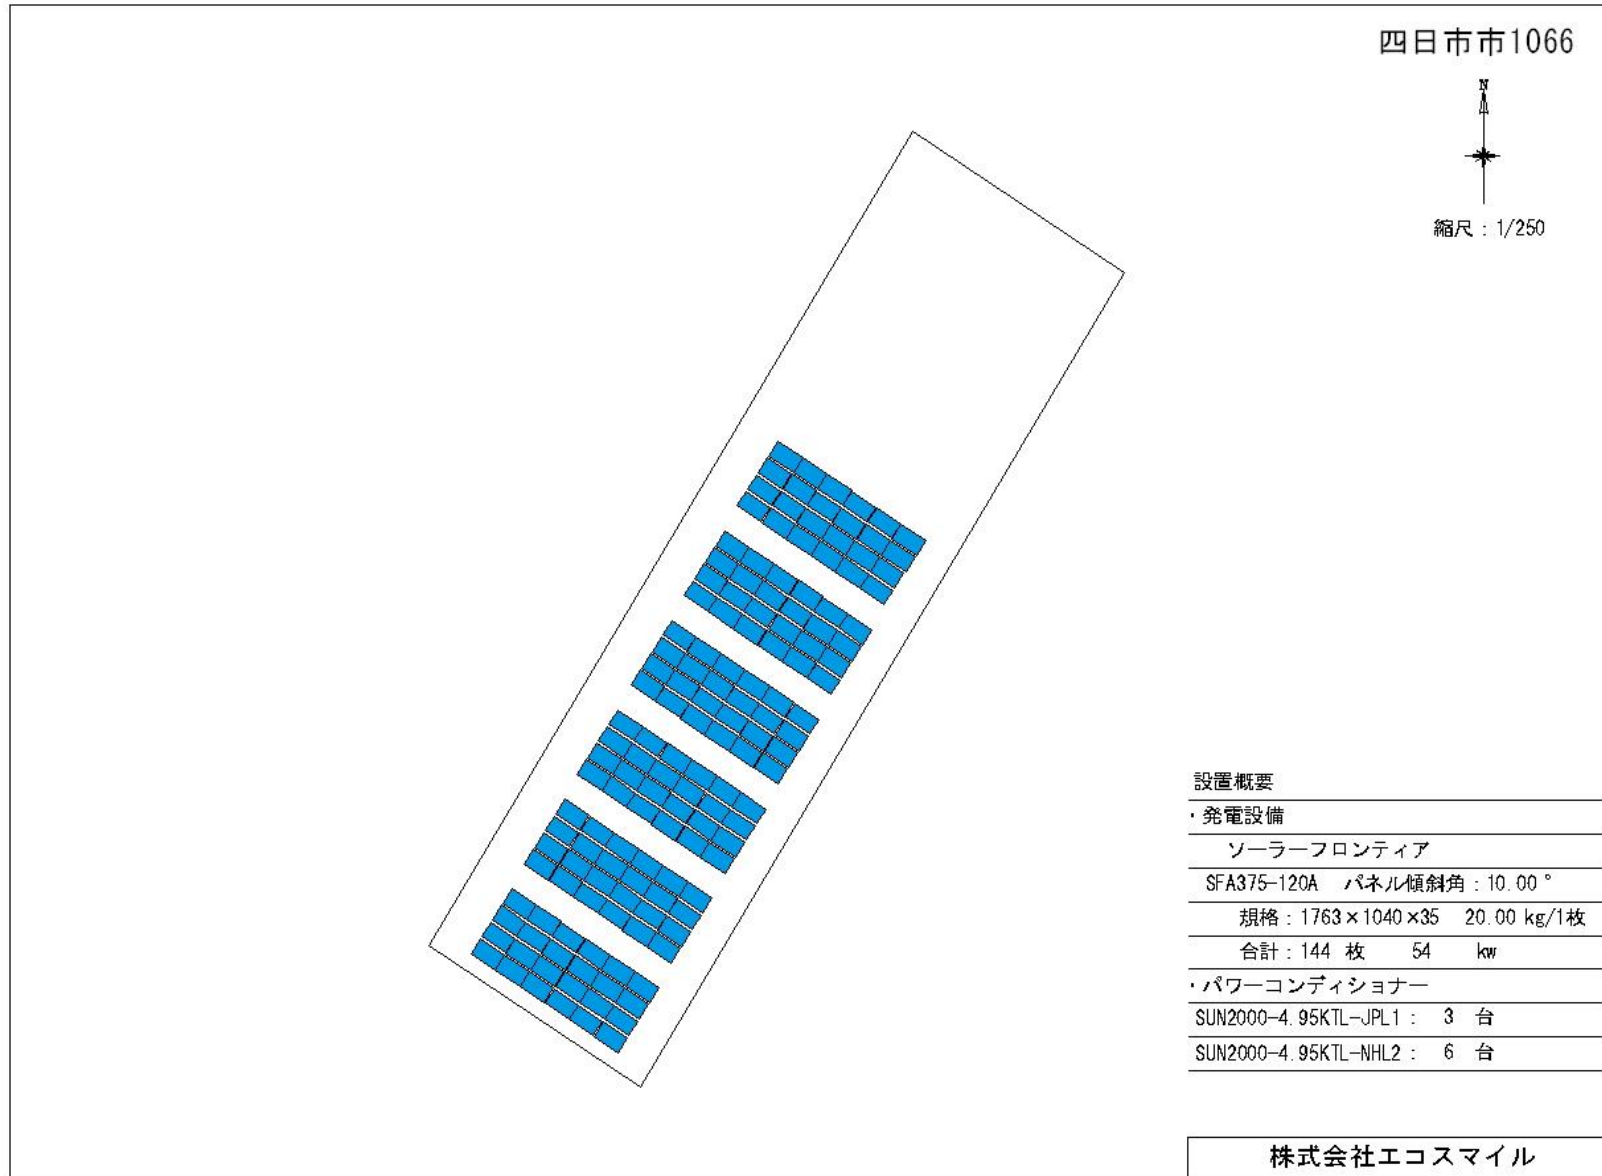 四日市市1066
N
縮尺：1/250
設置概要
・発電設備
ソーラーフロンティア
SFA375-120A パネル傾斜角：10.00°
規格：1763×1040×35 20.00 kg/1枚
合計：144 枚 54 kw
・パワーコンディショナー
SUN2000-4.95KTL-JPL1： 3 台
SUN2000-4.95KTL-NHL2： 6 台
株式会社エコスマイル